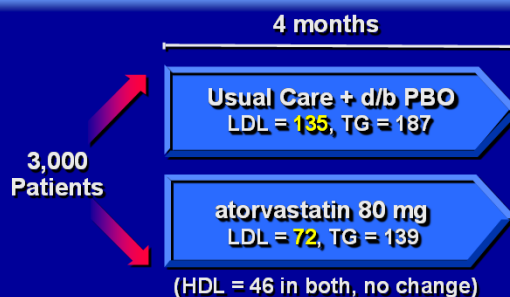 4 months
Usual Care + d/b PBO
LDL = 135, TG = 187
3,000
Patients
atorvastatin 80 mg
LDL = 72, TG = 139
(HDL = 46 in both, no change)